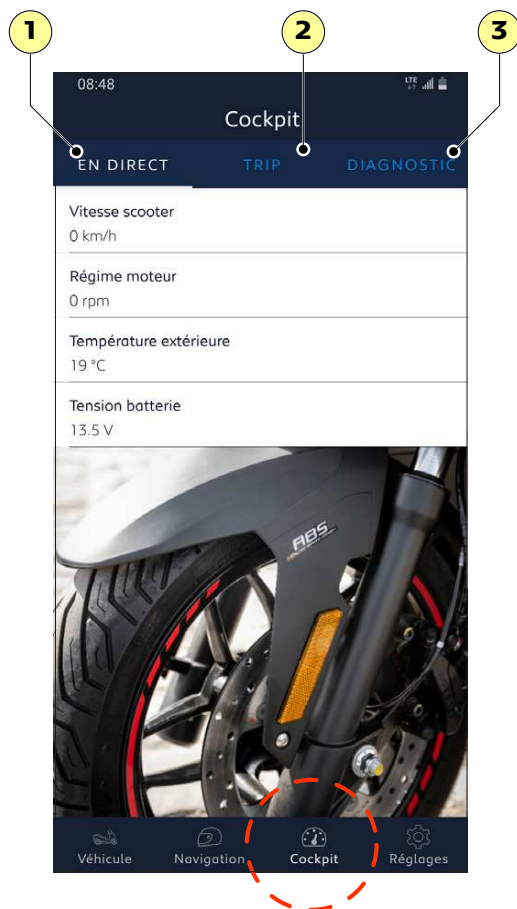 1 2 3
08:48 LTE
Cockpit
EN DIRECT TRIP DIAGNOSTIC
Vitesse scooter
0 km/h
Régime moteur
0 rpm
Température extérieure
19 °C
Tension batterie
13.5 V
ABS
Véhicule Navigation Cockpit Réglages